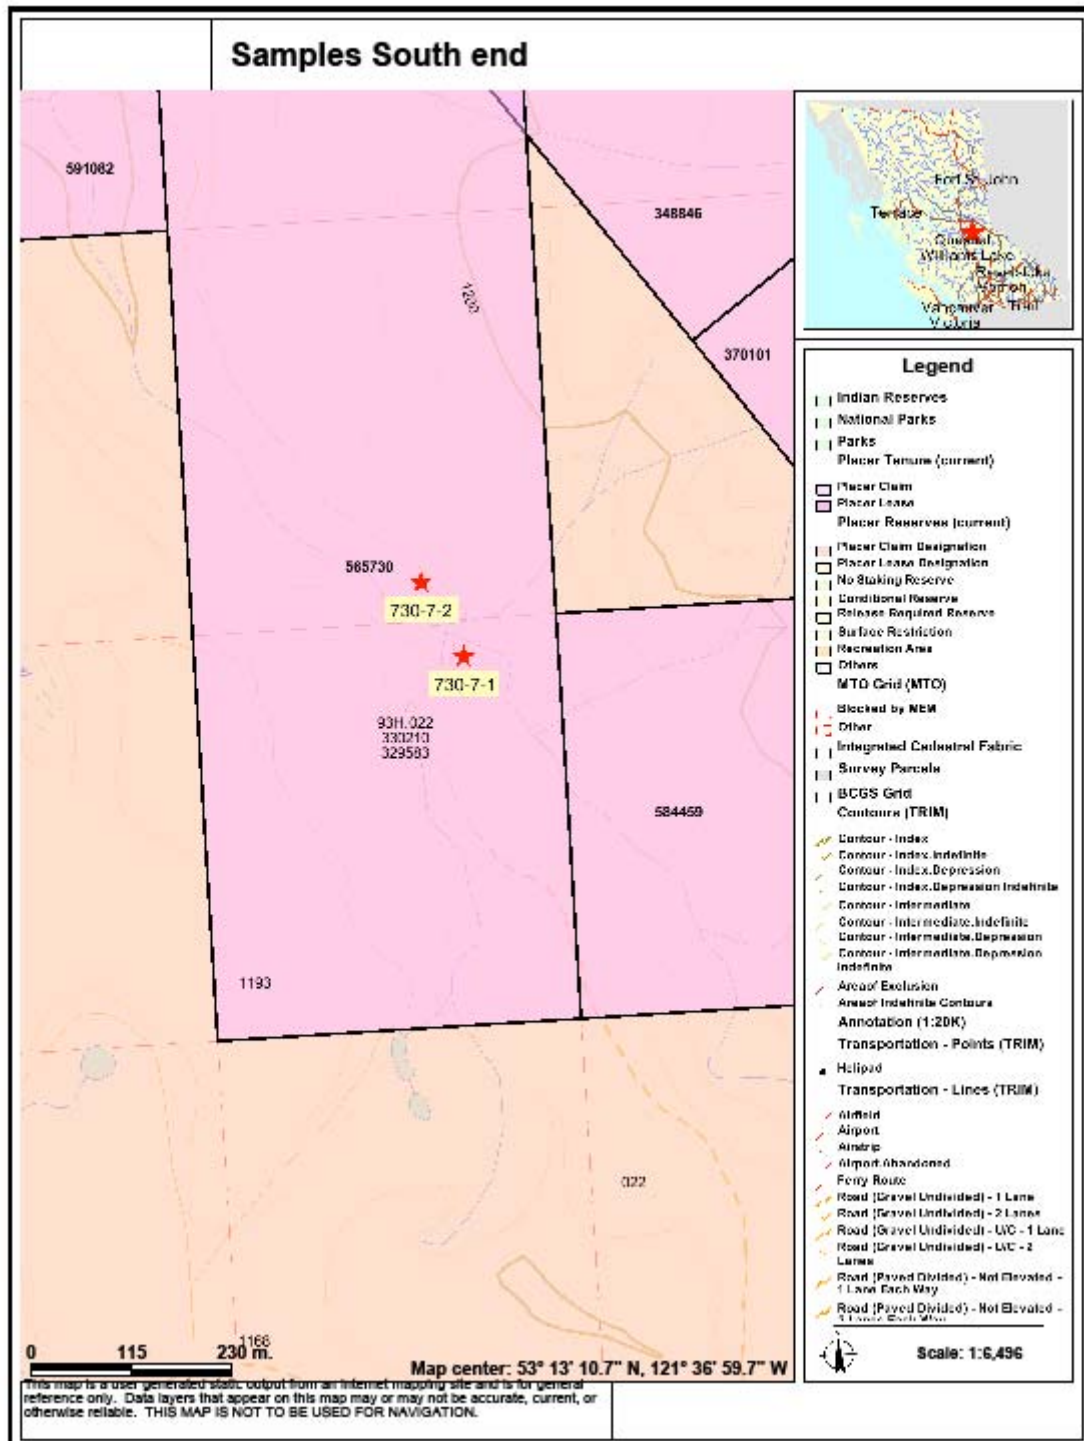 Samples South end
591082
348846
1200
370101
565730
730-7-2
730-7-1
93H.022
330210
329583
584459
1193
022
1168
0 115 230 m.
Map center: 53° 13' 10.7" N, 121° 36' 59.7" W
This map is a user generated static output from an Internet mapping site and is for general
reference only. Data layers that appear on this map may or may not be accurate, current, or
otherwise reliable. THIS MAP IS NOT TO BE USED FOR NAVIGATION.
Fort St. John
Terrace
Quesnel
Williams Lake
Revelstoke
Vernon
Vancouver
Trail
Victoria
Legend
Indian Reserves
National Parks
Parks
Placer Tenure (current)
Placer Claim
Placer Lease
Placer Reserves (current)
Placer Claim Designation
Placer Lease Designation
No Staking Reserve
Conditional Reserve
Release Required Reserve
Surface Restriction
Recreation Area
Others
MTO Grid (MTO)
Blocked by MEM
Other
Integrated Cadastral Fabric
Survey Parcels
BCGS Grid
Contours (TRIM)
Contour - Index
Contour - Index.Indefinite
Contour - Index.Depression
Contour - Index.Depression Indefinite
Contour - Intermediate
Contour - Intermediate.Indefinite
Contour - Intermediate.Depression
Contour - Intermediate.Depression
Indefinite
Area of Exclusion
Area of Indefinite Contours
Annotation (1:20K)
Transportation - Points (TRIM)
Helipad
Transportation - Lines (TRIM)
Airfield
Airport
Airstrip
Airport.Abandoned
Ferry Route
Road (Gravel Undivided) - 1 Lane
Road (Gravel Undivided) - 2 Lanes
Road (Gravel Undivided) - U/C - 1 Lane
Road (Gravel Undivided) - U/C - 2
Lanes
Road (Paved Divided) - Not Elevated -
1 Lane Each Way
Road (Paved Divided) - Not Elevated -
Scale: 1:6,496